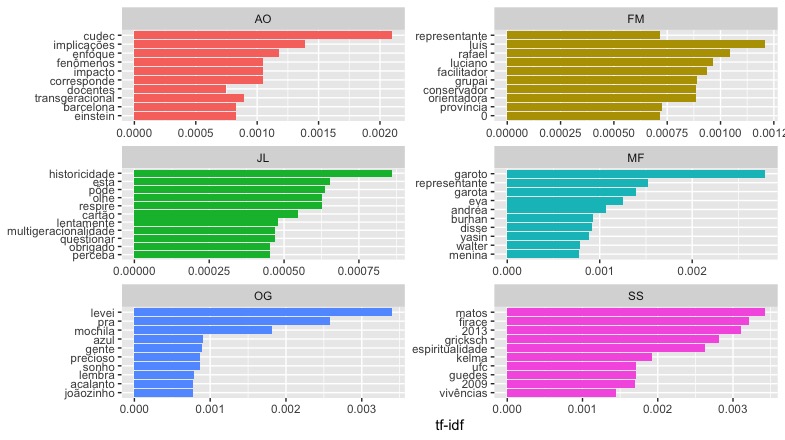 AO
cudec
implicações
enfoque
fenômenos
impacto
corresponde
docentes
transgeracional
barcelona
einstein
0.0000 0.0005 0.0010 0.0015 0.0020
FM
representante
luis
rafael
luciano
facilitador
grupai
conservador
orientadora
província
0
0.00000 0.00025 0.00050 0.00075 0.00100 0.0012
JL
historicidade
esta
pôde
olhe
respire
cartão
lentamente
multigeracionalidade
questionar
obrigado
perceba
0.00000 0.00025 0.00050 0.00075
MF
garoto
representante
garota
eva
andréa
burhan
disse
yasin
walter
menina
0.000 0.001 0.002
OG
levei
pra
mochila
azul
gente
precioso
sonho
lembra
acalanto
joãozinho
0.000 0.001 0.002 0.003
SS
matos
firace
2013
gricksch
espiritualidade
kelma
ufc
guedes
2009
vivências
0.000 0.001 0.002 0.003
tf-idf